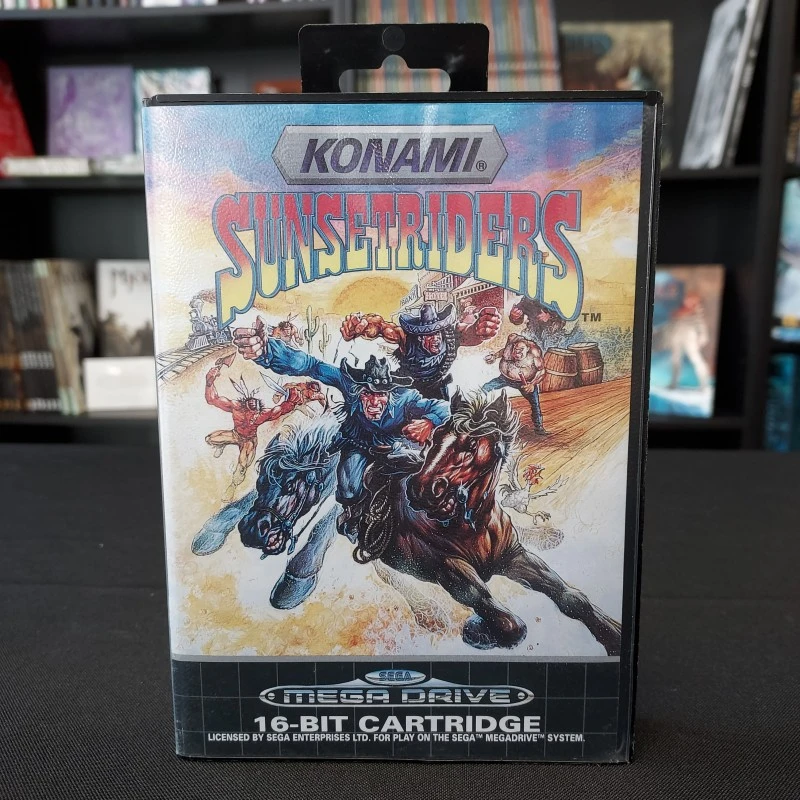 KONAMI®
SUNSETRIDERS
TM
SEGA
MEGA DRIVE
16-BIT CARTRIDGE
LICENSED BY SEGA ENTERPRISES LTD. FOR PLAY ON THE SEGA™ MEGADRIVE™ SYSTEM.